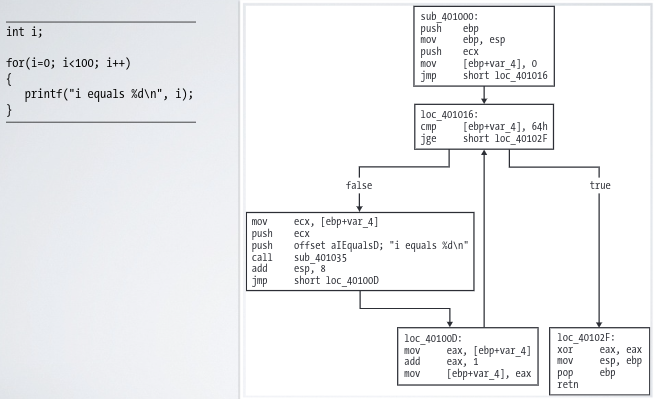 int i;
for(i=0; i<100; i++)
{
printf("i equals %d\n", i);
}
sub_401000:
push ebp
mov ebp, esp
push ecx
mov [ebp+var_4], 0
jmp short loc_401016
loc_401016:
cmp [ebp+var_4], 64h
jge short loc_40102F
false
true
mov ecx, [ebp+var_4]
push ecx
push offset aIEqualsD; "i equals %d\n"
call sub_401035
add esp, 8
jmp short loc_40100D
loc_40100D:
mov eax, [ebp+var_4]
add eax, 1
mov [ebp+var_4], eax
loc_40102F:
xor eax, eax
mov esp, ebp
pop ebp
retn